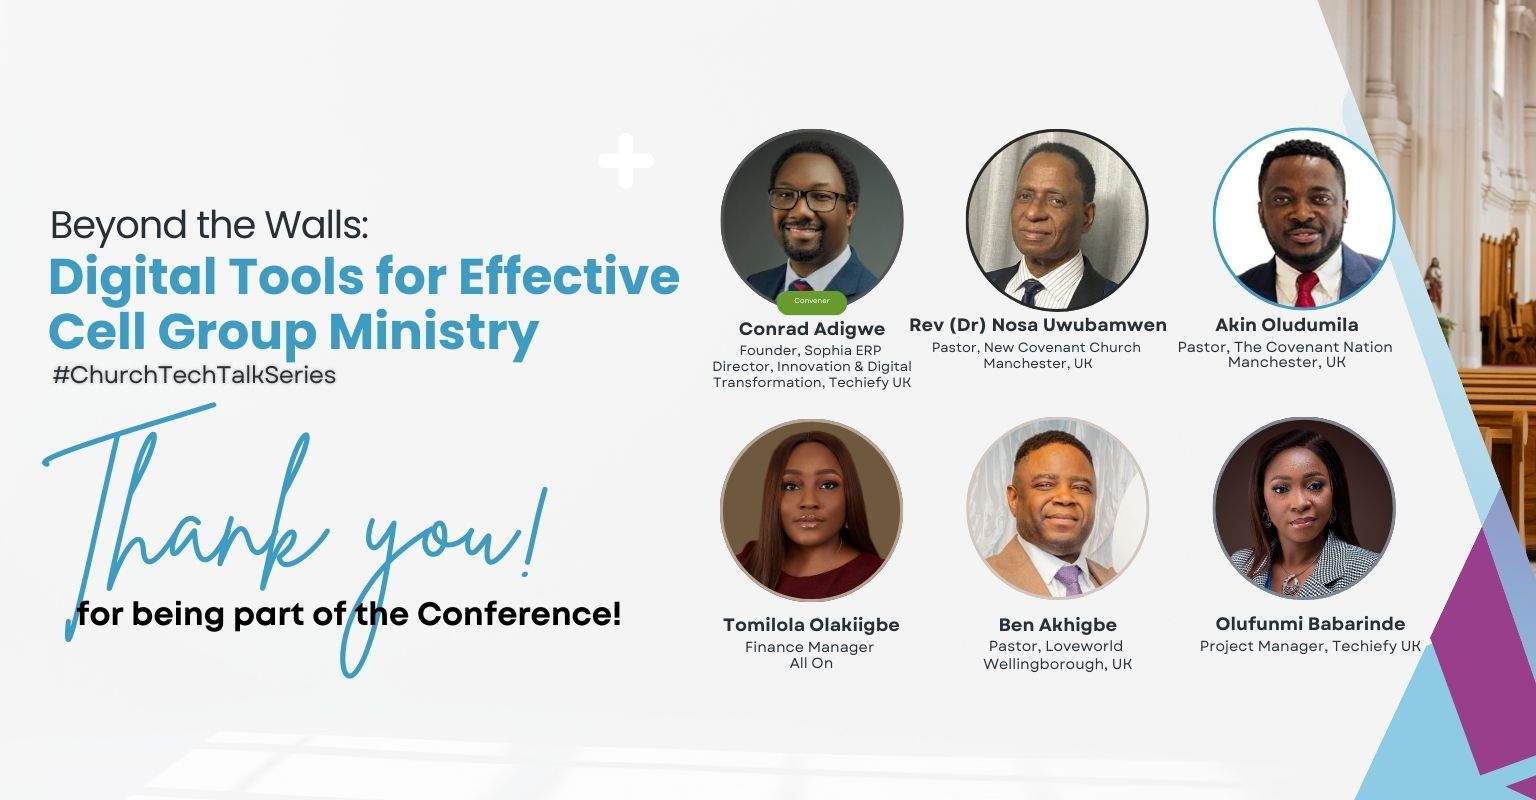 Beyond the Walls:
Digital Tools for Effective
Cell Group Ministry
#ChurchTechTalkSeries
Thank you!
for being part of the Conference!
Convener
Conrad Adigwe
Founder, Sophia ERP
Director, Innovation & Digital
Transformation, Techiefy UK
Rev (Dr) Nosa Uwubamwen
Pastor, New Covenant Church
Manchester, UK
Akin Oludumila
Pastor, The Covenant Nation
Manchester, UK
Tomilola Olakiigbe
Finance Manager
All On
Ben Akhigbe
Pastor, Loveworld
Wellingborough, UK
Olufunmi Babarinde
Project Manager, Techiefy UK